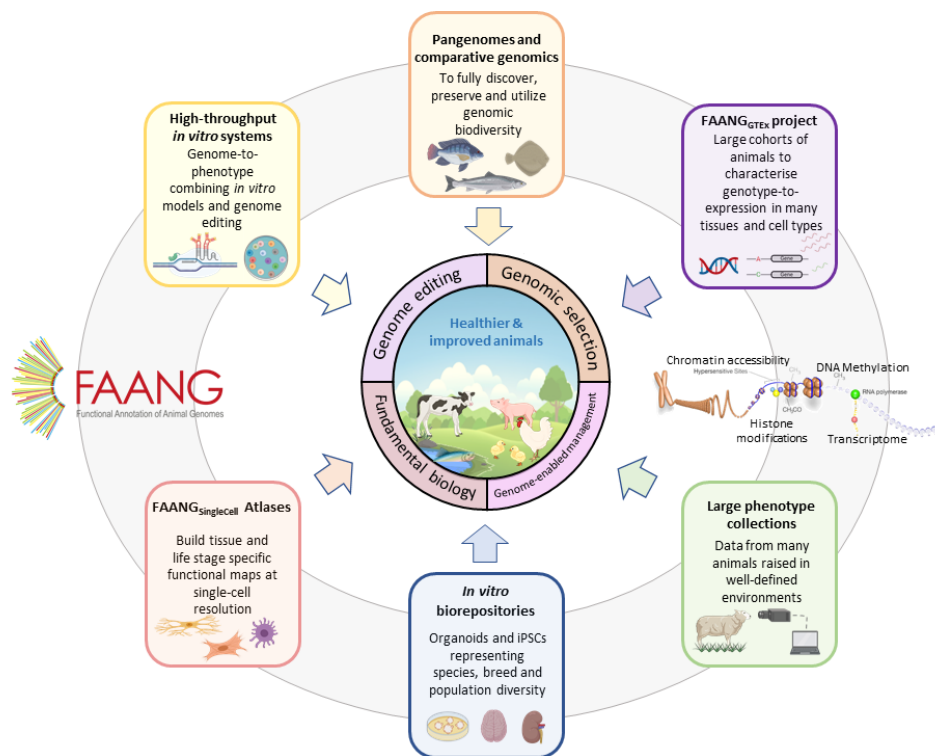 Pangenomes and
comparative genomics
To fully discover,
preserve and utilize
genomic
biodiversity
High-throughput
in vitro systems
Genome-to-
phenotype
combining in vitro
models and genome
editing
FAANGGTEx project
Large cohorts of
animals to
characterise
genotype-to-
expression in many
tissues and cell types
A
Gene
C
Gene
Genome editing
Genomic selection
Healthier &
improved animals
Fundamental biology
Genome-enabled management
FAANG
Functional Annotation of Animal Genomes
Chromatin accessibility
Hypersensitive Sites
DNA Methylation
RNA polymerase
CH3CO
Histone
modifications
Transcriptome
FAANGSingleCell Atlases
Build tissue and
life stage specific
functional maps at
single-cell
resolution
In vitro
biorepositories
Organoids and iPSCs
representing
species, breed and
population diversity
Large phenotype
collections
Data from many
animals raised in
well-defined
environments